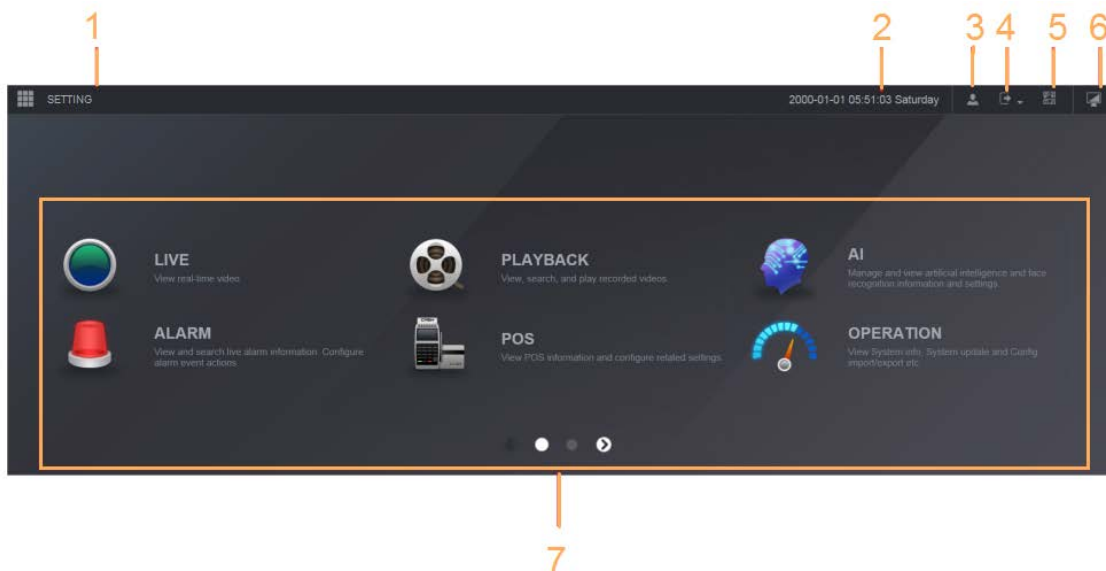 1 2 3 4 5 6
SETTING 2000-01-01 05:51:03 Saturday
LIVE
View real-time video
PLAYBACK
View, search, and play recorded videos.
AI
Manage and view artificial intelligence and face
recognition information and settings
ALARM
View and search live alarm information. Configure
alarm event actions
POS
View POS information and configure related settings.
OPERATION
View System info, System update and Config
import/export etc
7